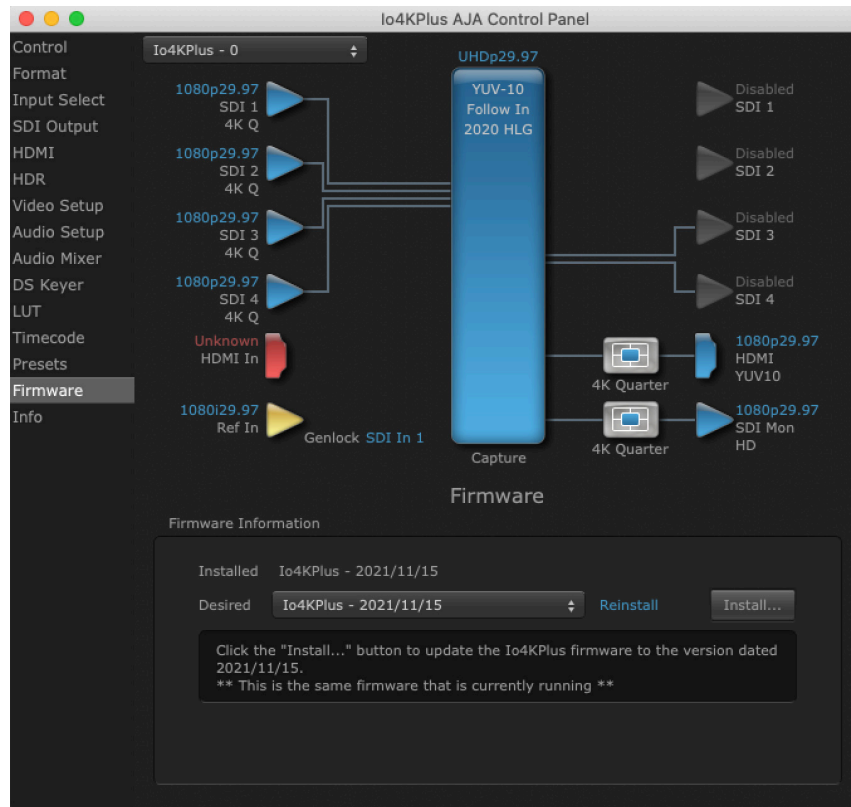 Io4KPlus AJA Control Panel
Control
Format
Input Select
SDI Output
HDMI
HDR
Video Setup
Audio Setup
Audio Mixer
DS Keyer
LUT
Timecode
Presets
Firmware
Info
Io4KPlus - 0
1080p29.97
SDI 1
4K Q
1080p29.97
SDI 2
4K Q
1080p29.97
SDI 3
4K Q
1080p29.97
SDI 4
4K Q
Unknown
HDMI In
1080i29.97
Ref In
Genlock SDI In 1
UHDp29.97
YUV-10
Follow In
2020 HLG
Capture
Disabled
SDI 1
Disabled
SDI 2
Disabled
SDI 3
Disabled
SDI 4
4K Quarter
1080p29.97
HDMI
YUV10
4K Quarter
1080p29.97
SDI Mon
HD
Firmware
Firmware Information
Installed Io4KPlus - 2021/11/15
Desired Io4KPlus - 2021/11/15 Reinstall Install...
Click the "Install..." button to update the Io4KPlus firmware to the version dated
2021/11/15.
** This is the same firmware that is currently running **